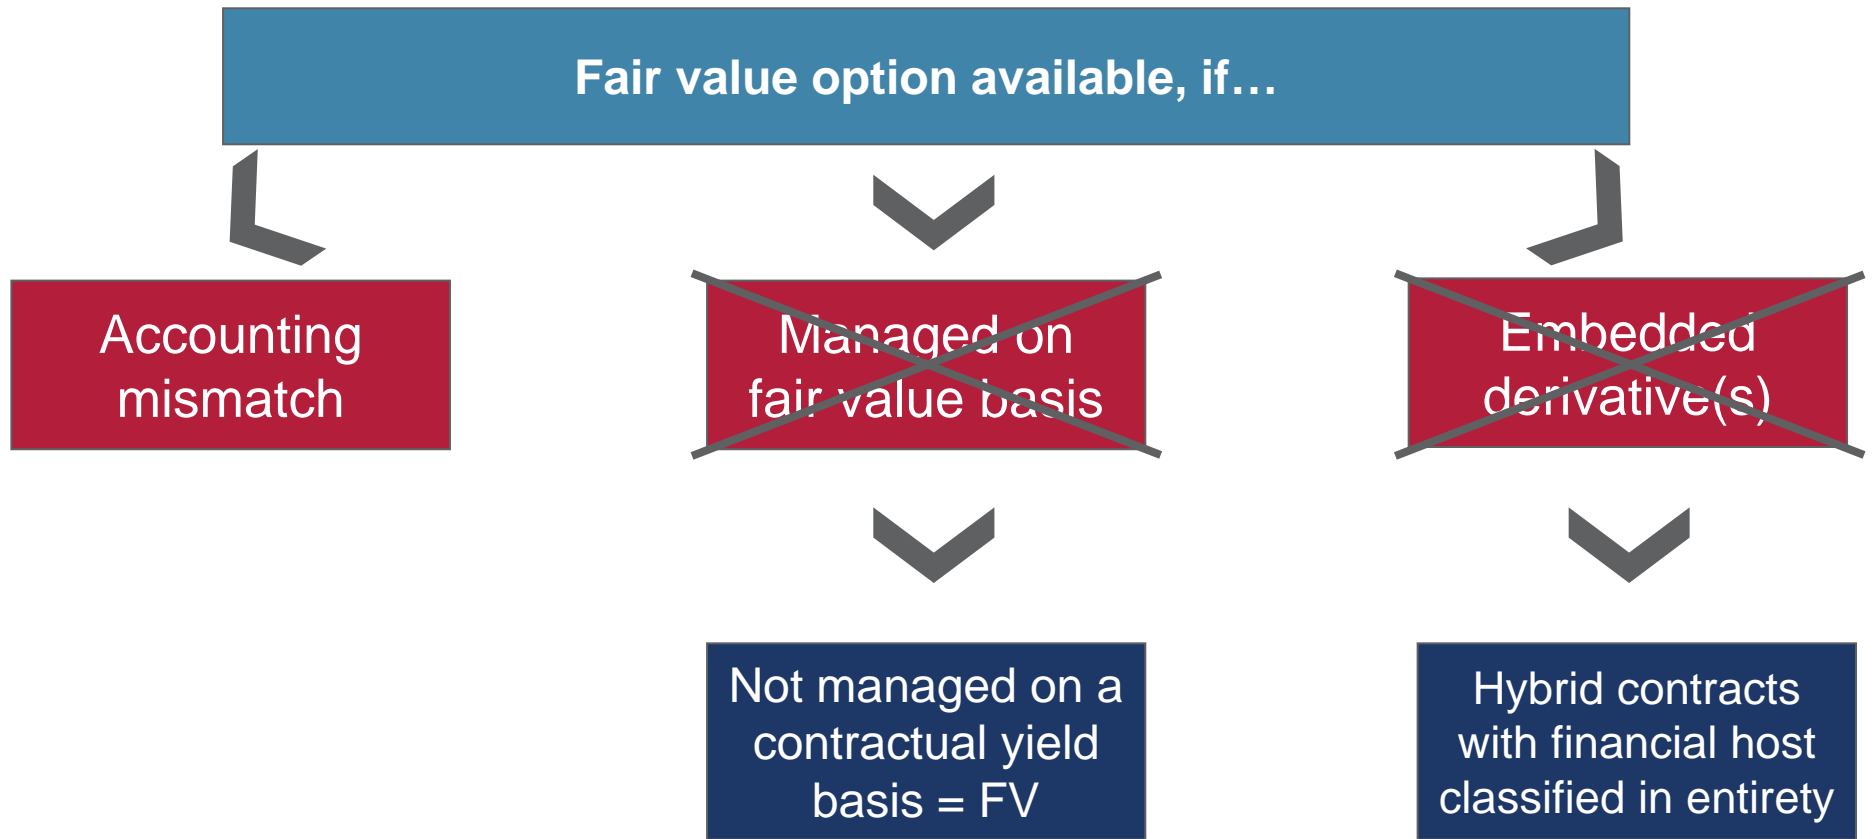 Fair value option available, if…
Accounting
mismatch
Managed on
fair value basis
Embedded
derivative(s)
Not managed on a
contractual yield
basis = FV
Hybrid contracts
with financial host
classified in entirety